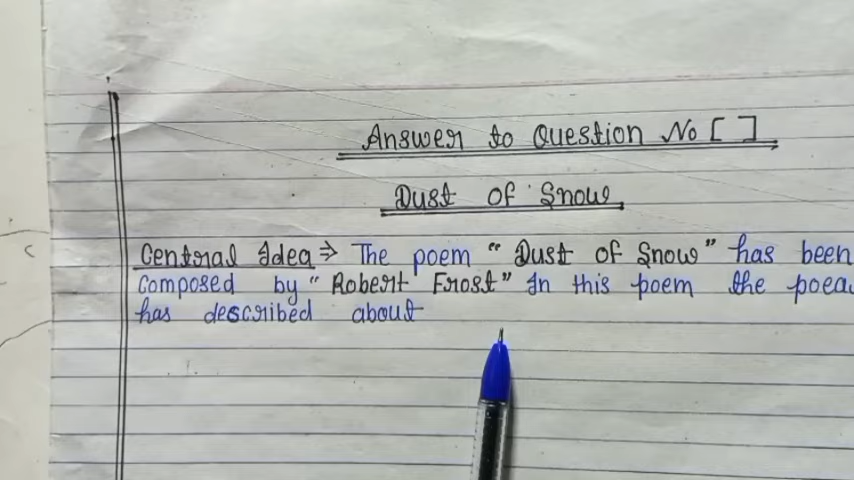 Answer to Question No [ ]
Dust of Snow
Central Idea ⇒ The poem "Dust of Snow" has been
Composed by "Robert Frost" In this poem the
has described about